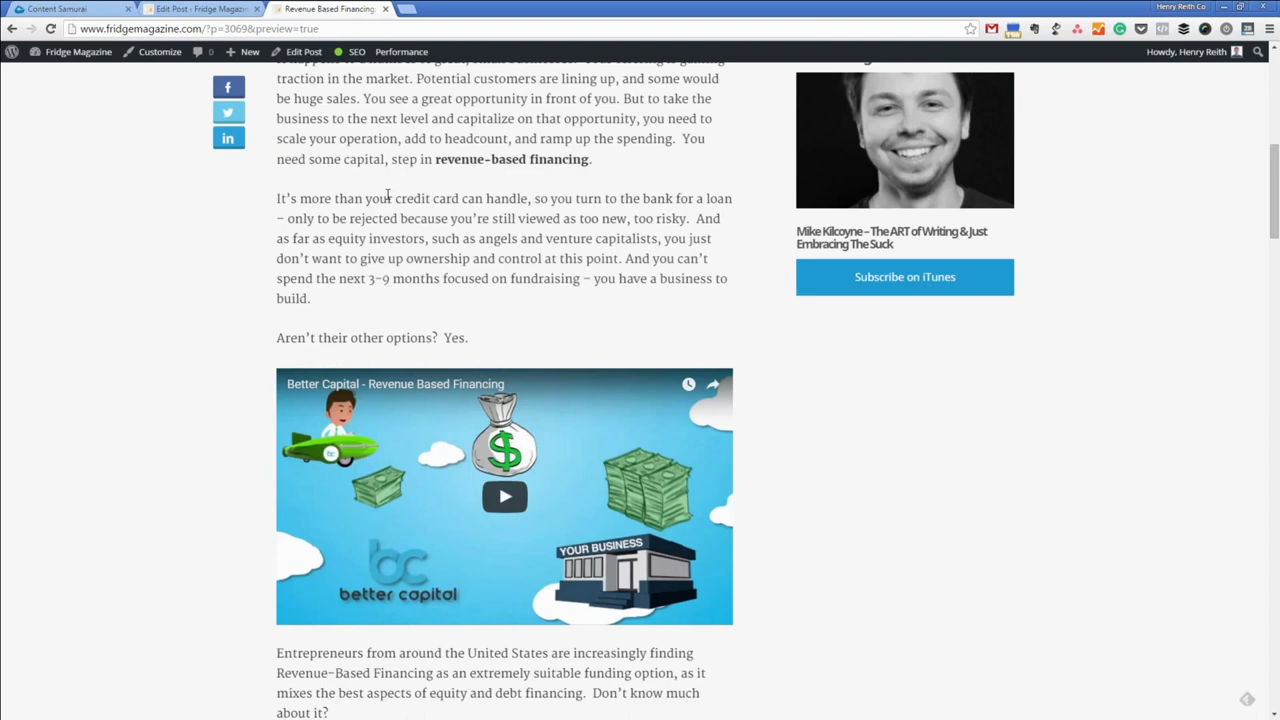 Content Samurai
Edit Post ‹ Fridge Magazin
Revenue Based Financing:
Henry Reith Co
www.fridgemagazine.com/?p=3069&preview=true
Fridge Magazine
Customize
0
New
Edit Post
SEO
Performance
Howdy, Henry Reith
traction in the market. Potential customers are lining up, and some would
be huge sales. You see a great opportunity in front of you. But to take the
business to the next level and capitalize on that opportunity, you need to
scale your operation, add to headcount, and ramp up the spending. You
need some capital, step in revenue-based financing.
It's more than your credit card can handle, so you turn to the bank for a loan
– only to be rejected because you're still viewed as too new, too risky. And
as far as equity investors, such as angels and venture capitalists, you just
don't want to give up ownership and control at this point. And you can't
spend the next 3-9 months focused on fundraising – you have a business to
build.
Aren't their other options? Yes.
Better Capital - Revenue Based Financing
$
YOUR BUSINESS
bc
better capital
Entrepreneurs from around the United States are increasingly finding
Revenue-Based Financing as an extremely suitable funding option, as it
mixes the best aspects of equity and debt financing. Don't know much
about it?
Mike Kilcoyne – The ART of Writing & Just
Embracing The Suck
Subscribe on iTunes